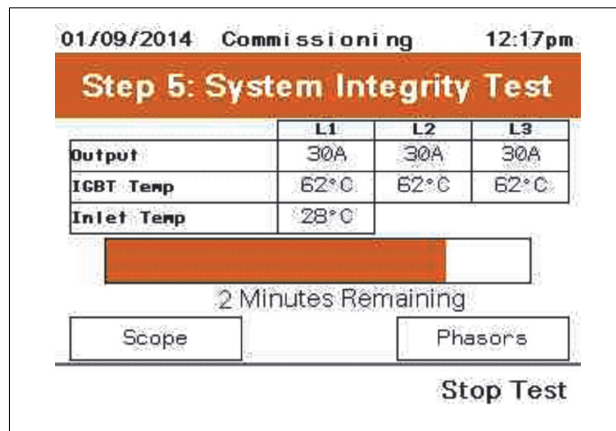 01/09/2014 Commissioning 12:17pm
Step 5: System Integrity Test
L1 L2 L3
Output 30A 30A 30A
IGBT Temp 62°C 62°C 62°C
Inlet Temp 28°C
2 Minutes Remaining
Scope Phasors
Stop Test